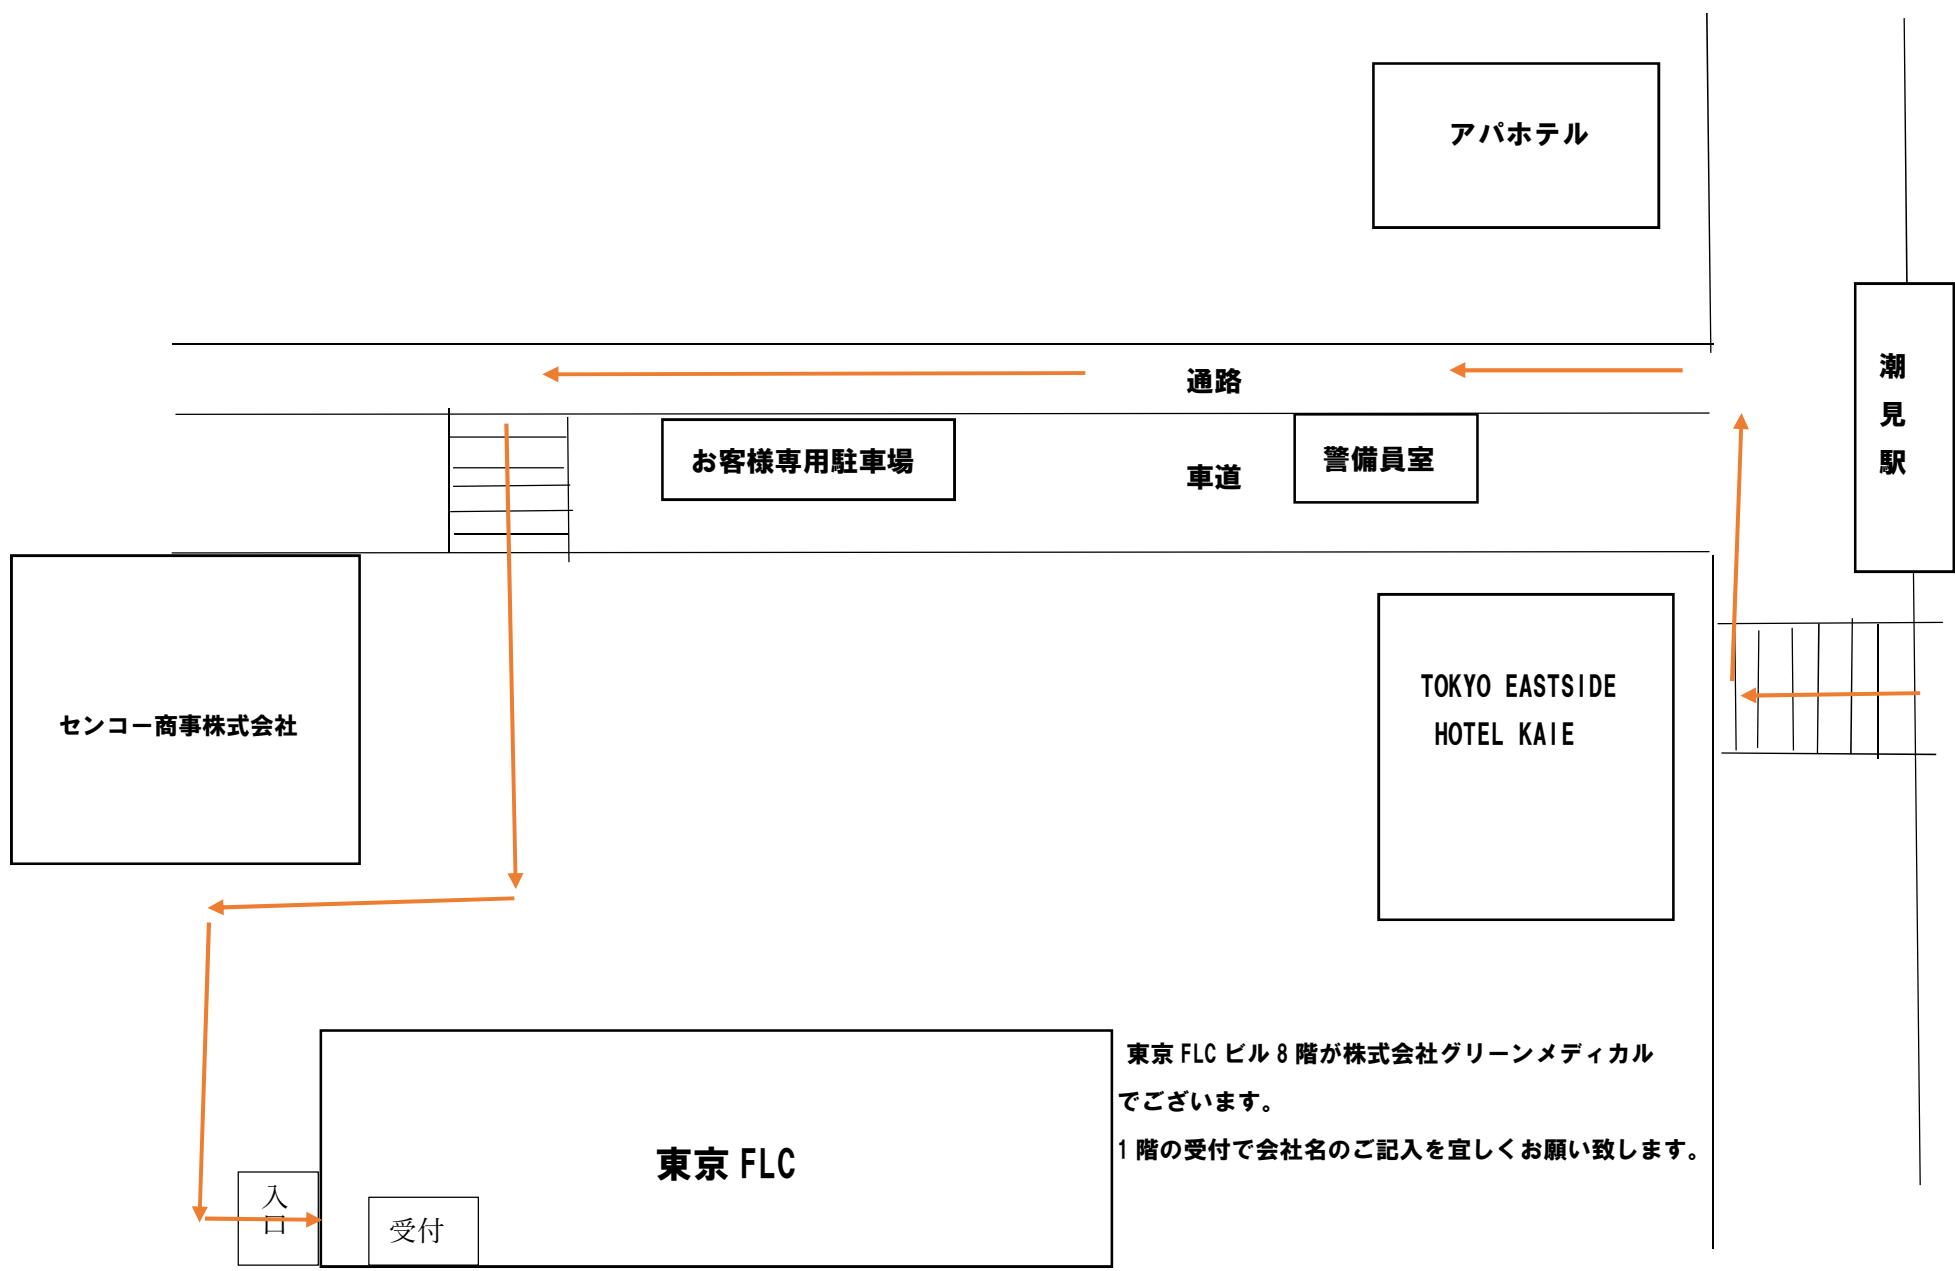 アパホテル
潮見駅
通路
お客様専用駐車場
車道
警備員室
センコー商事株式会社
TOKYO EASTSIDE
HOTEL KAIE
東京 FLC ビル 8 階が株式会社グリーンメディカル
でございます。
1 階の受付で会社名のご記入を宜しくお願い致します。
東京 FLC
入口
受付